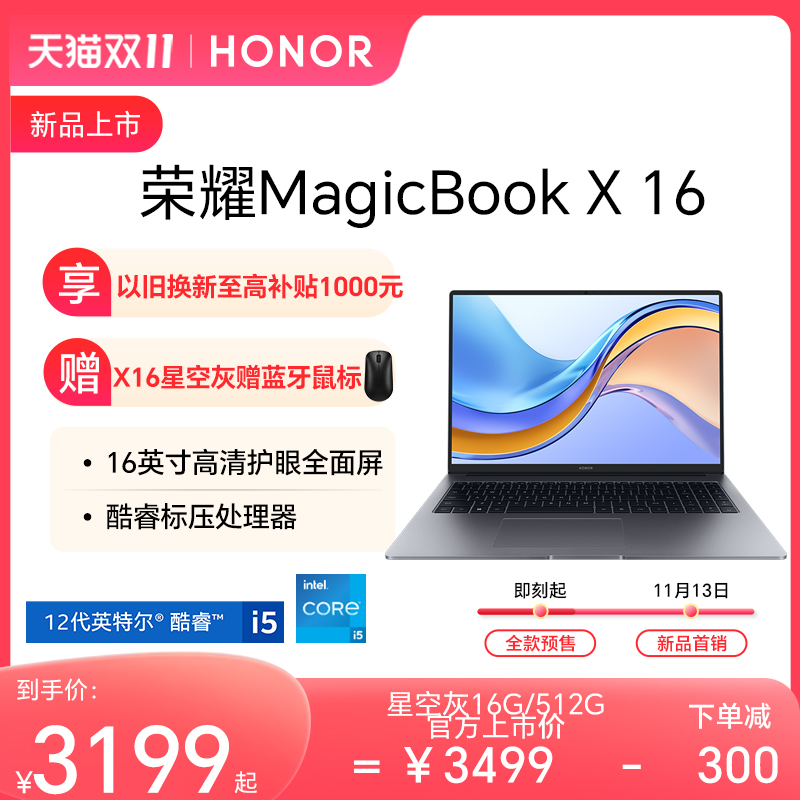 天猫双11 HONOR
新品上市
荣耀MagicBook X 16
享 以旧换新至高补贴1000元
赠 X16星空灰赠蓝牙鼠标
• 16英寸高清护眼全面屏
• 酷睿标压处理器
HONOR
12代英特尔® 酷睿™ i5
intel.
CORE
i5
即刻起
11月13日
全款预售
新品首销
到手价:
¥3199起
=
星空灰16G/512G
官方上市价
¥3499
-
下单减
300